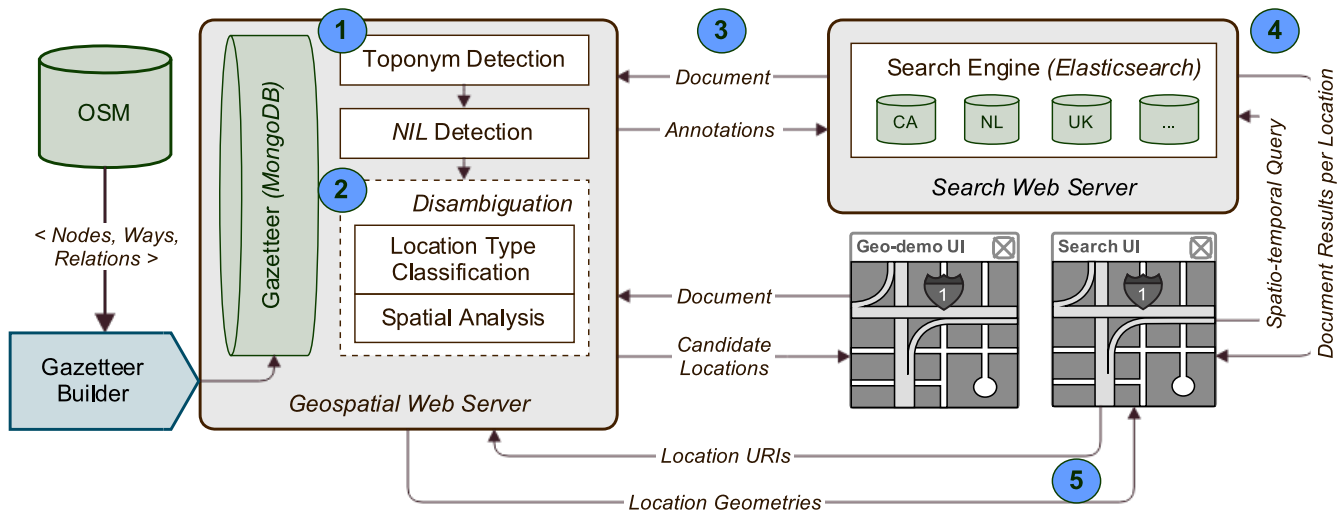 1
3
4
OSM
Gazetteer (MongoDB)
Toponym Detection
NIL Detection
2
Disambiguation
Location Type
Classification
Spatial Analysis
Geospatial Web Server
< Nodes, Ways,
Relations >
Gazetteer
Builder
Document
Annotations
Search Engine (Elasticsearch)
CA
NL
UK
...
Search Web Server
Spatio-temporal Query
Document Results per Location
Geo-demo UI
1
Search UI
1
Document
Candidate
Locations
Location URIs
5
Location Geometries